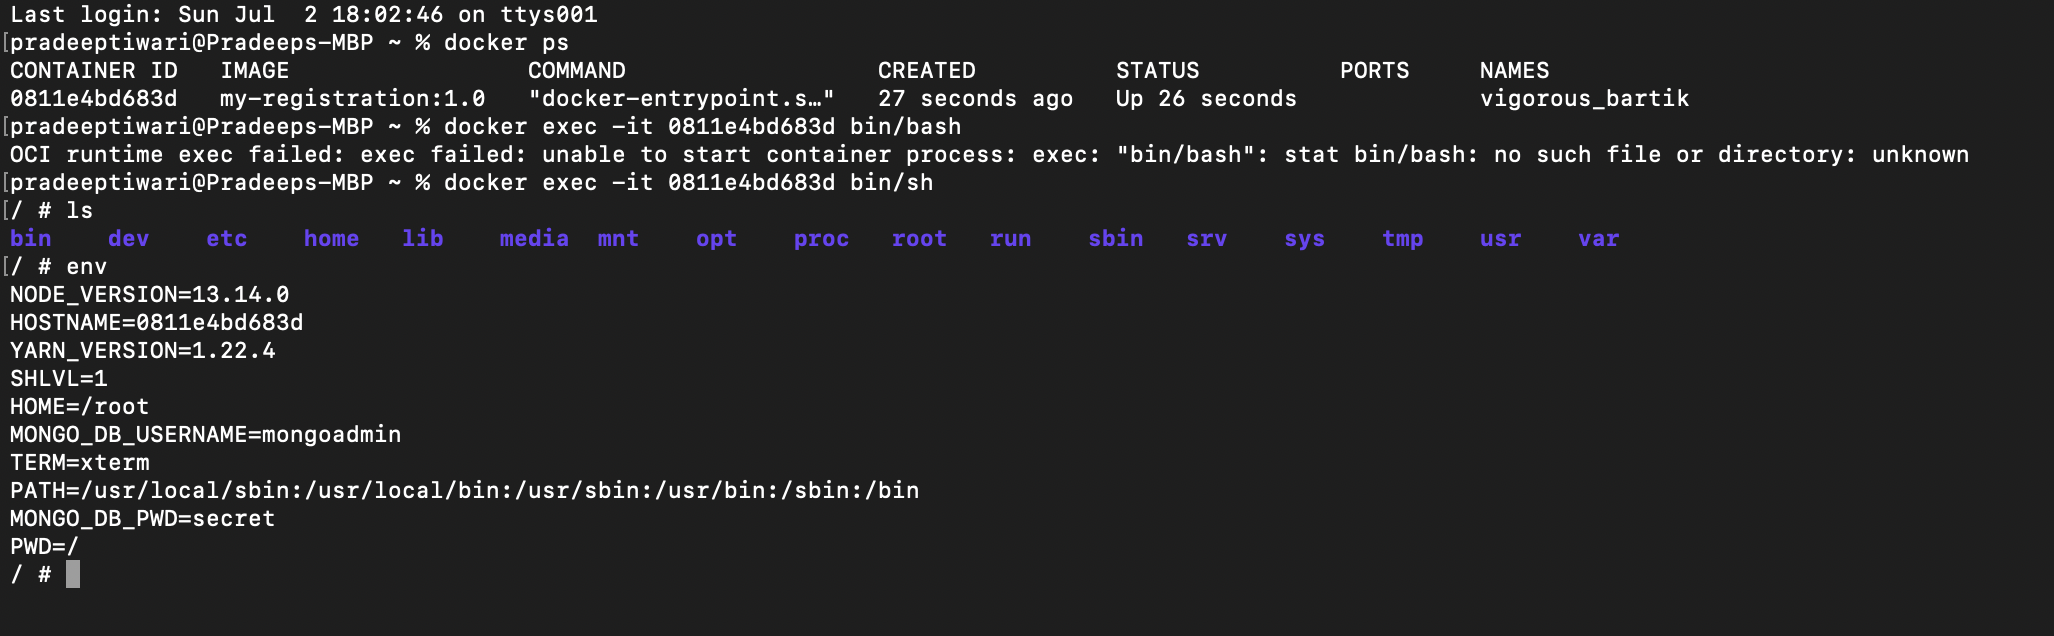 Last login: Sun Jul  2 18:02:46 on ttys001
[pradeeptiwari@Pradeeps-MBP ~ % docker ps
CONTAINER ID   IMAGE                 COMMAND                  CREATED          STATUS          PORTS     NAMES
0811e4bd683d   my-registration:1.0   "docker-entrypoint.s…"   27 seconds ago   Up 26 seconds             vigorous_bartik
[pradeeptiwari@Pradeeps-MBP ~ % docker exec -it 0811e4bd683d bin/bash
OCI runtime exec failed: exec failed: unable to start container process: exec: "bin/bash": stat bin/bash: no such file or directory: unknown
[pradeeptiwari@Pradeeps-MBP ~ % docker exec -it 0811e4bd683d bin/sh
[/ # ls
bin    dev    etc    home   lib    media  mnt    opt    proc   root   run    sbin   srv    sys    tmp    usr    var
[/ # env
NODE_VERSION=13.14.0
HOSTNAME=0811e4bd683d
YARN_VERSION=1.22.4
SHLVL=1
HOME=/root
MONGO_DB_USERNAME=mongoadmin
TERM=xterm
PATH=/usr/local/sbin:/usr/local/bin:/usr/sbin:/usr/bin:/sbin:/bin
MONGO_DB_PWD=secret
PWD=/
/ #